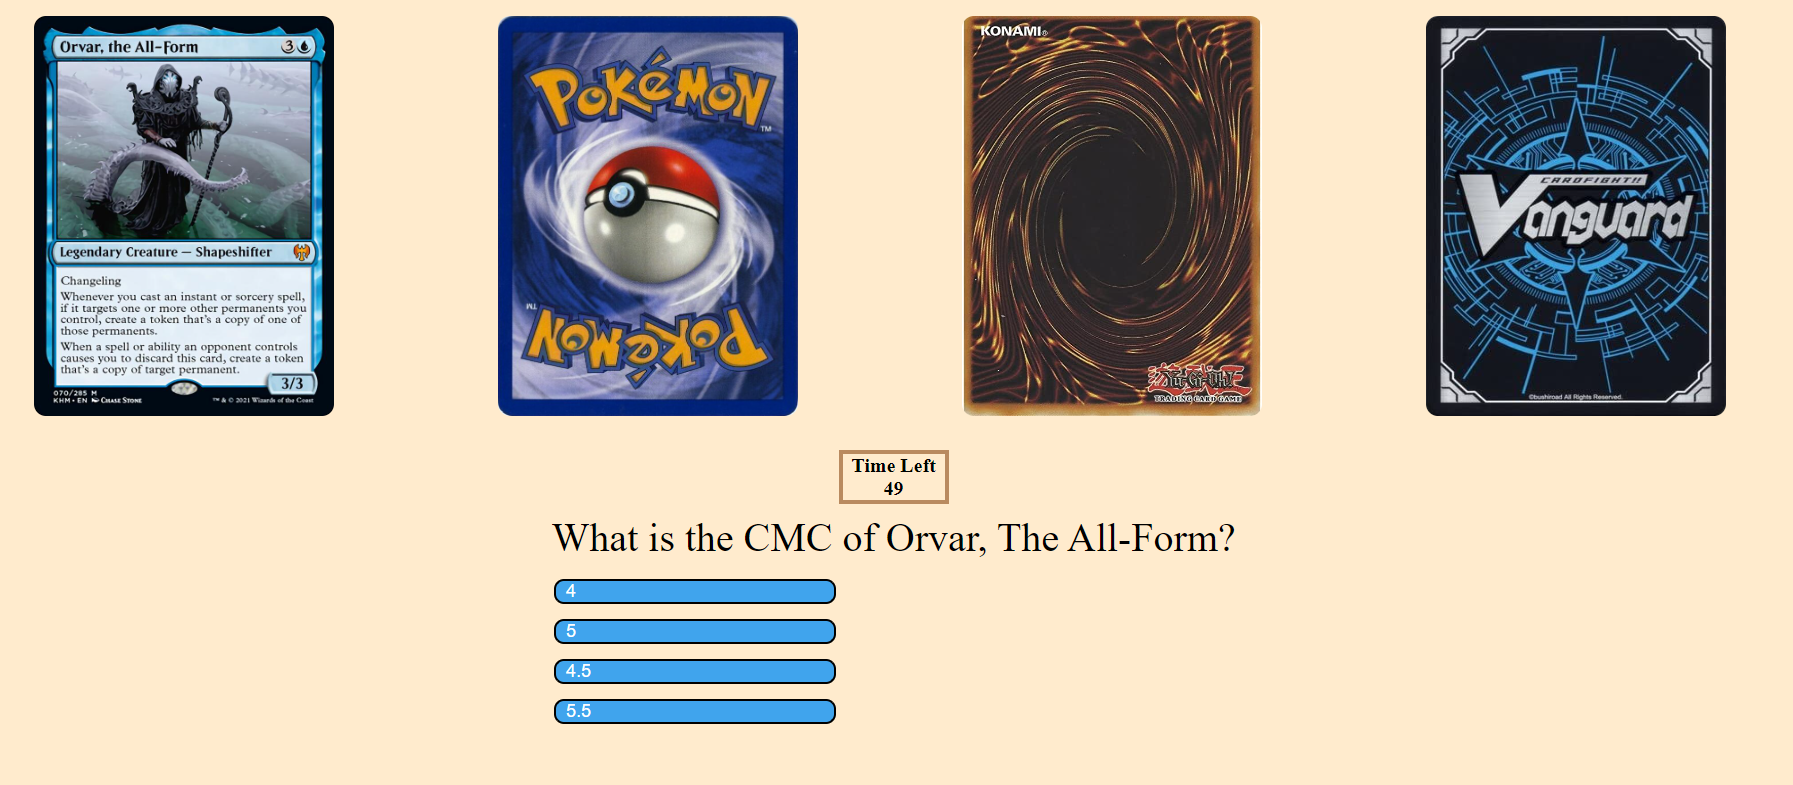 Orvar, the All-Form
3
Legendary Creature — Shapeshifter
Changeling
Whenever you cast an instant or sorcery spell,
if it targets one or more other permanents you
control, create a token that's a copy of one of
those permanents.
When a spell or ability an opponent controls
causes you to discard this card, create a token
that's a copy of target permanent.
3/3
070/285 M
KHM • EN Chase Stone
™ & © 2021 Wizards of the Coast
POKéMON
TM
TM
POKéMON
KONAMI®
Yu-Gi-Oh!
TRADING CARD GAME
CARDFIGHT!!
Vanguard
©bushiroad All Rights Reserved.
Time Left
49
What is the CMC of Orvar, The All-Form?
4
5
4.5
5.5